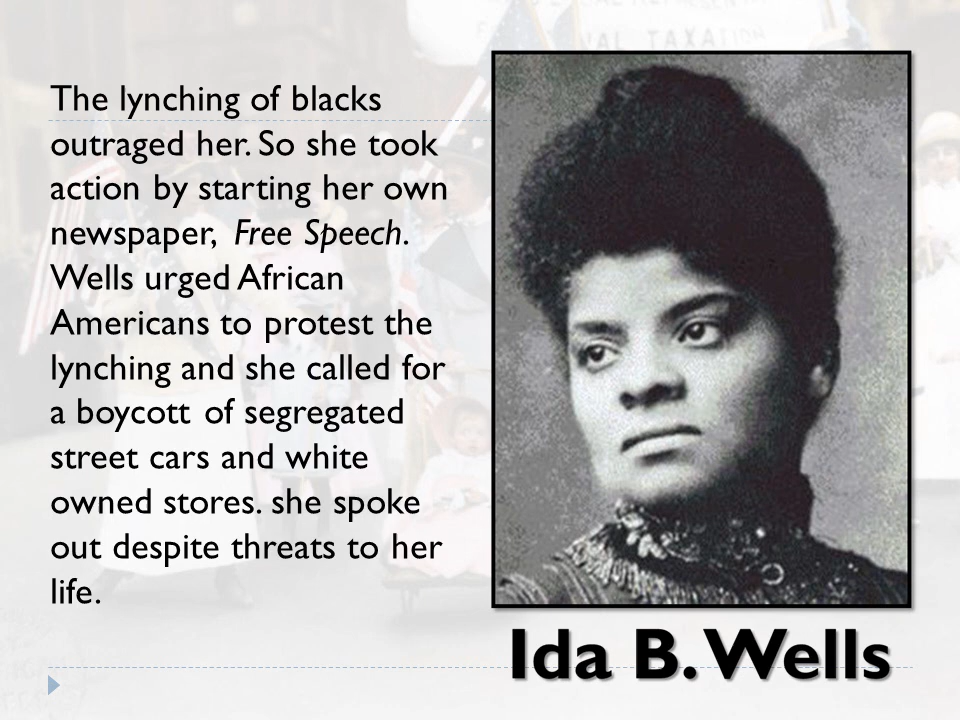 The lynching of blacks
outraged her. So she took
action by starting her own
newspaper, Free Speech.
Wells urged African
Americans to protest the
lynching and she called for
a boycott of segregated
street cars and white
owned stores. she spoke
out despite threats to her
life.
TAXATION
Ida B. Wells